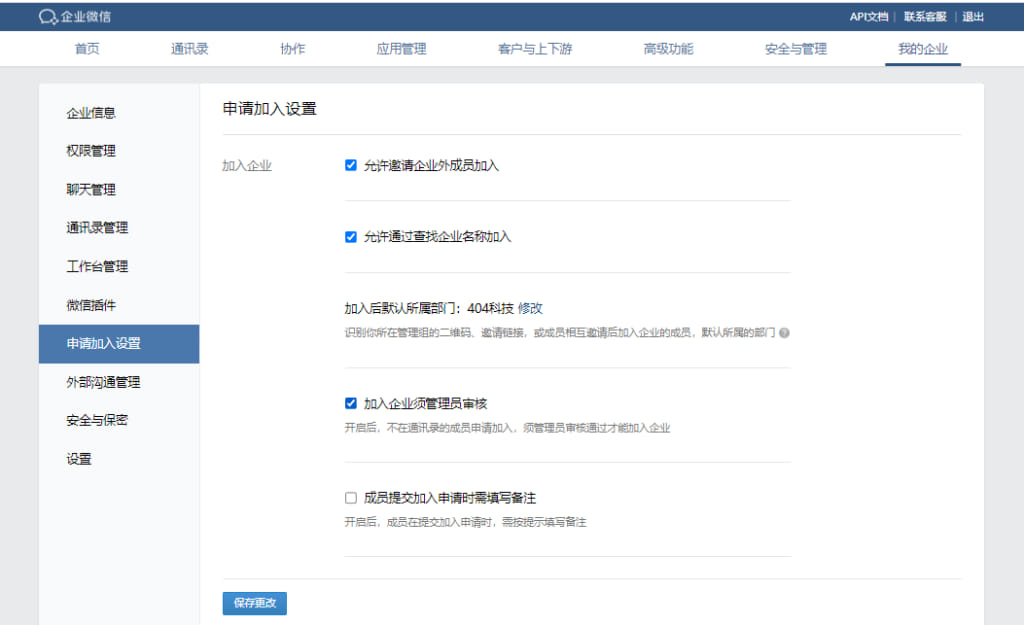 企业微信
API文档 | 联系客服 | 退出
首页 通讯录 协作 应用管理 客户与上下游 高级功能 安全与管理 我的企业
企业信息
权限管理
聊天管理
通讯录管理
工作台管理
微信插件
申请加入设置
外部沟通管理
安全与保密
设置
申请加入设置
加入企业
允许邀请企业外成员加入
允许通过查找企业名称加入
加入后默认所属部门：404科技 修改
识别你所在管理组的二维码、邀请链接，或成员相互邀请后加入企业的成员，默认所属的部门 ?
加入企业须管理员审核
开启后，不在通讯录的成员申请加入，须管理员审核通过才能加入企业
成员提交加入申请时需填写备注
开启后，成员在提交加入申请时，需按提示填写备注
保存更改